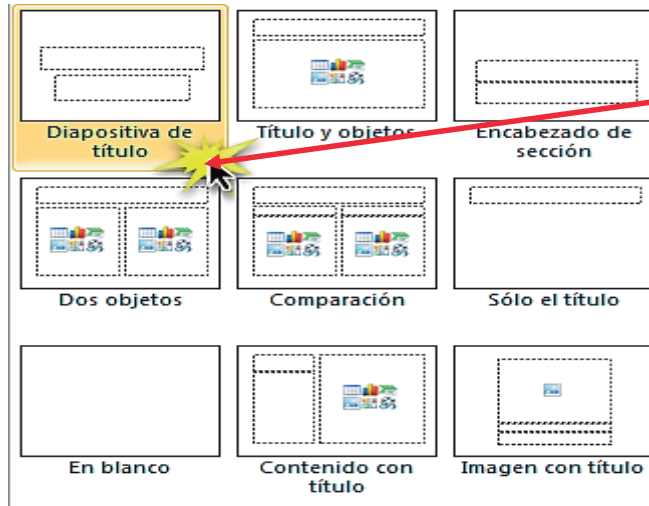 Diapositiva de
título
Título y objetos
Encabezado de
sección
Dos objetos
Comparación
Sólo el título
En blanco
Contenido con
título
Imagen con título